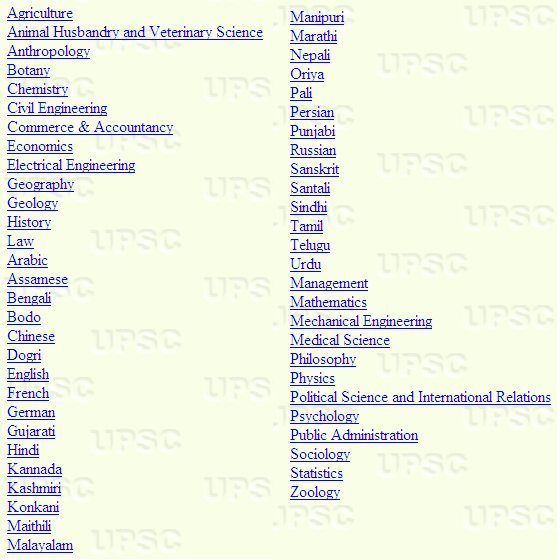 Agriculture
Animal Husbandry and Veterinary Science
Anthropology
Botany
Chemistry
Civil Engineering
Commerce & Accountancy
Economics
Electrical Engineering
Geography
Geology
History
Law
Arabic
Assamese
Bengali
Bodo
Chinese
Dogri
English
French
German
Gujarati
Hindi
Kannada
Kashmiri
Konkani
Maithili
Malayalam
Manipuri
Marathi
Nepali
Oriya
Pali
Persian
Punjabi
Russian
Sanskrit
Santali
Sindhi
Tamil
Telugu
Urdu
Management
Mathematics
Mechanical Engineering
Medical Science
Philosophy
Physics
Political Science and International Relations
Psychology
Public Administration
Sociology
Statistics
Zoology